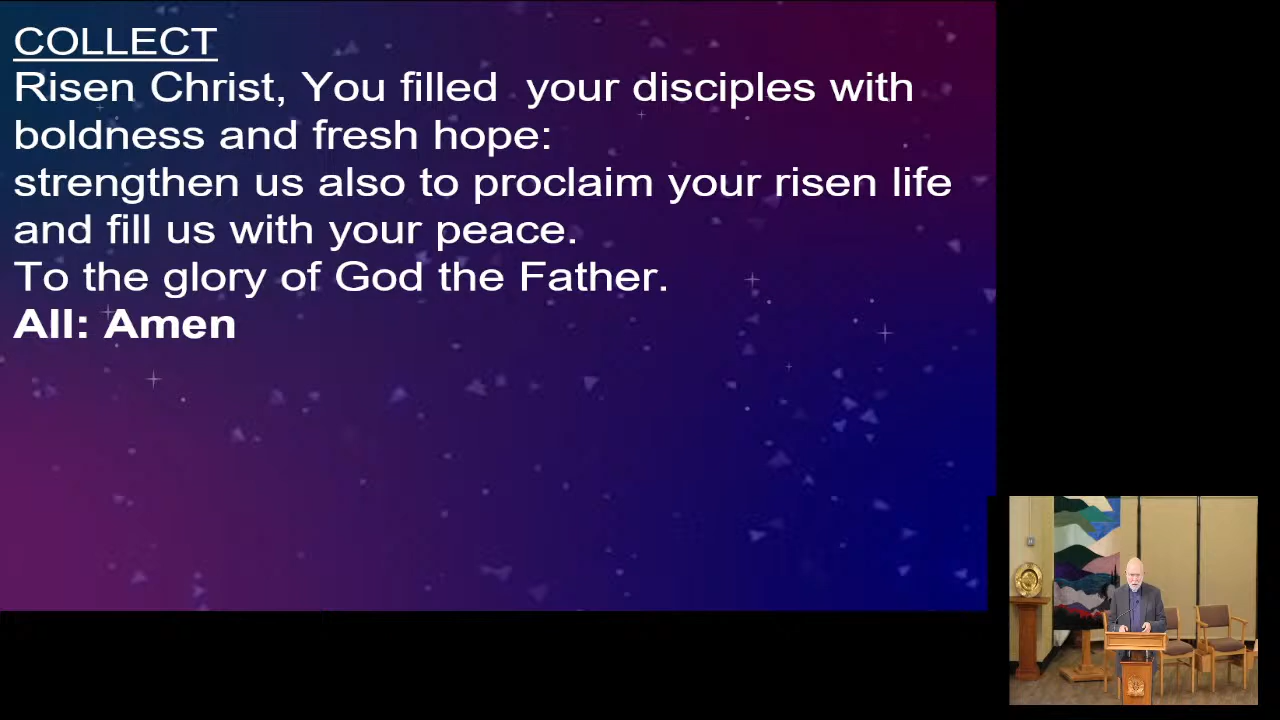 COLLECT
Risen Christ, You filled  your disciples with
boldness and fresh hope:
strengthen us also to proclaim your risen life
and fill us with your peace.
To the glory of God the Father.
All: Amen